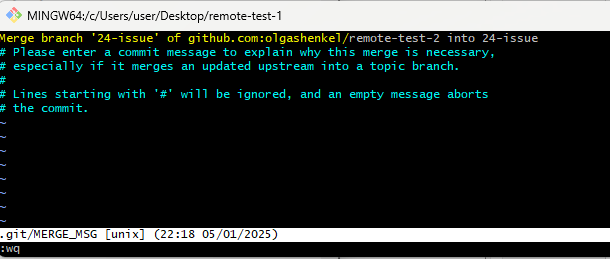 MINGW64:/c/Users/user/Desktop/remote-test-1
Merge branch '24-issue' of github.com:olgashenkel/remote-test-2 into 24-issue
# Please enter a commit message to explain why this merge is necessary,
# especially if it merges an updated upstream into a topic branch.
#
# Lines starting with '#' will be ignored, and an empty message aborts
# the commit.
~
~
~
~
~
~
~
~
.git/MERGE_MSG [unix] (22:18 05/01/2025)
:wq